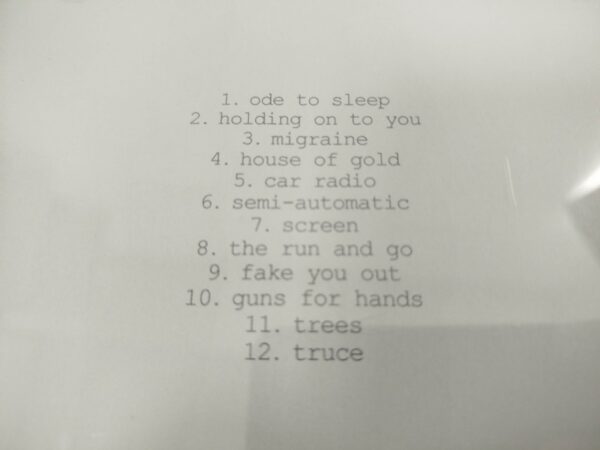 1. ode to sleep
2. holding on to you
3. migraine
4. house of gold
5. car radio
6. semi-automatic
7. screen
8. the run and go
9. fake you out
10. guns for hands
11. trees
12. truce